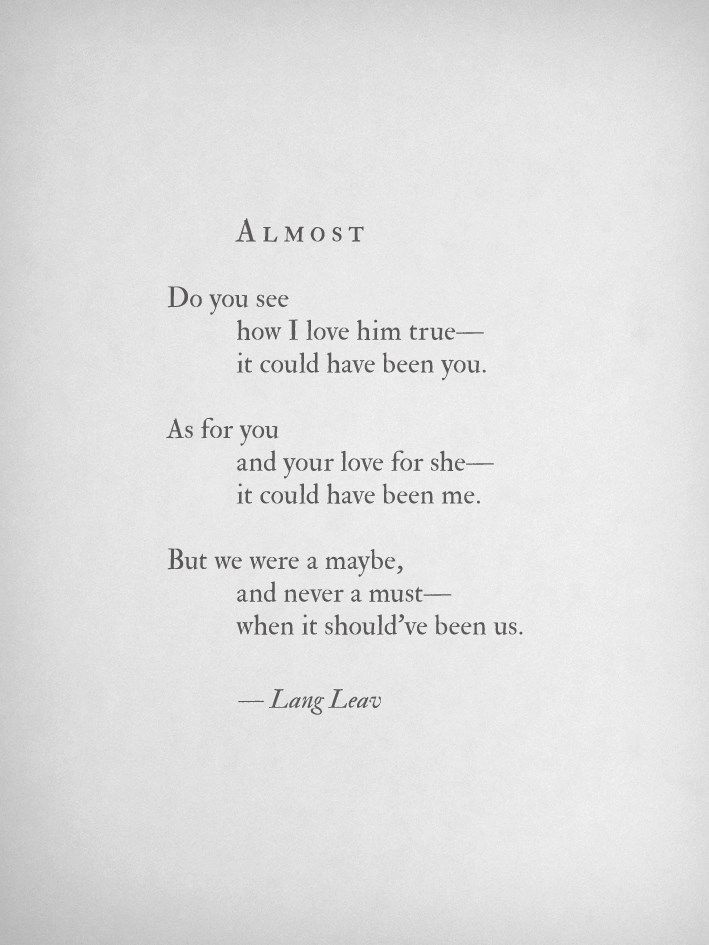 ALMOST
Do you see
how I love him true—
it could have been you.
As for you
and your love for she—
it could have been me.
But we were a maybe,
and never a must—
when it should've been us.
— Lang Leav